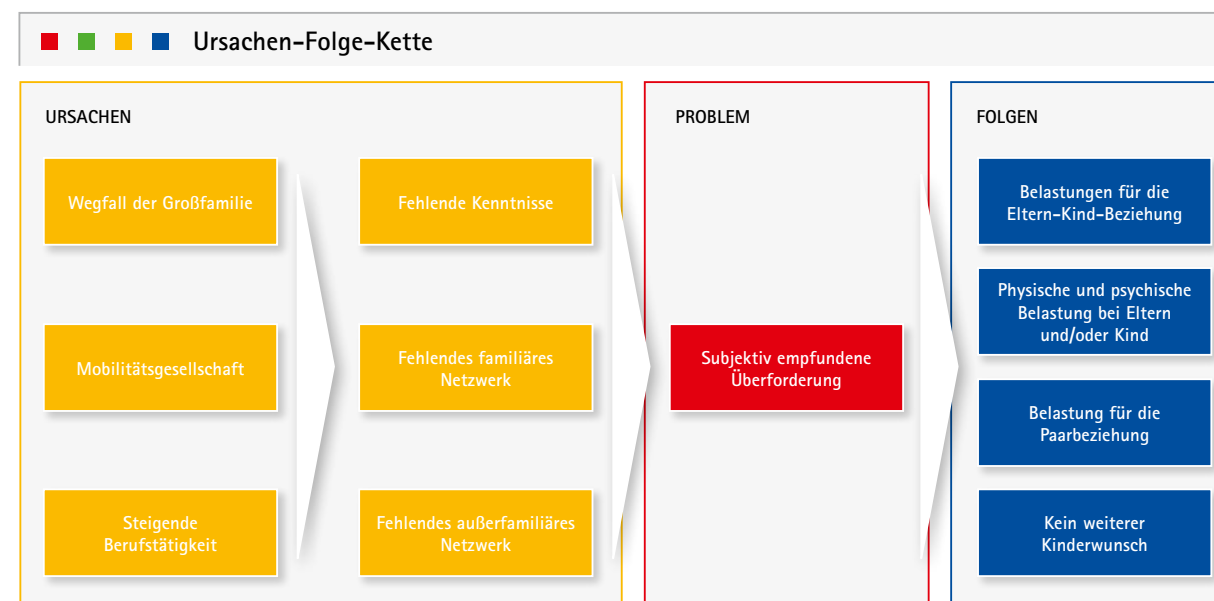 Ursachen-Folge-Kette
URSACHEN
Wegfall der Großfamilie
Mobilitätsgesellschaft
Steigende
Berufstätigkeit
Fehlende Kenntnisse
Fehlendes familiäres
Netzwerk
Fehlendes außerfamiliäres
Netzwerk
PROBLEM
Subjektiv empfundene
Überforderung
FOLGEN
Belastungen für die
Eltern-Kind-Beziehung
Physische und psychische
Belastung bei Eltern
und/oder Kind
Belastung für die
Paarbeziehung
Kein weiterer
Kinderwunsch